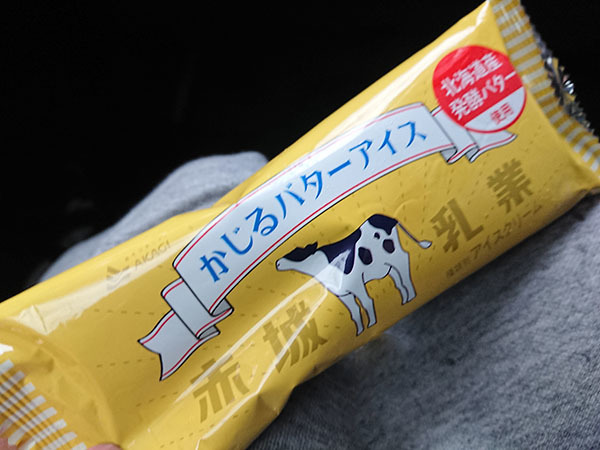 北海道産
発酵バター
使用
かじるバターアイス
AKAGI
赤城
乳業
種類別 アイスクリーム